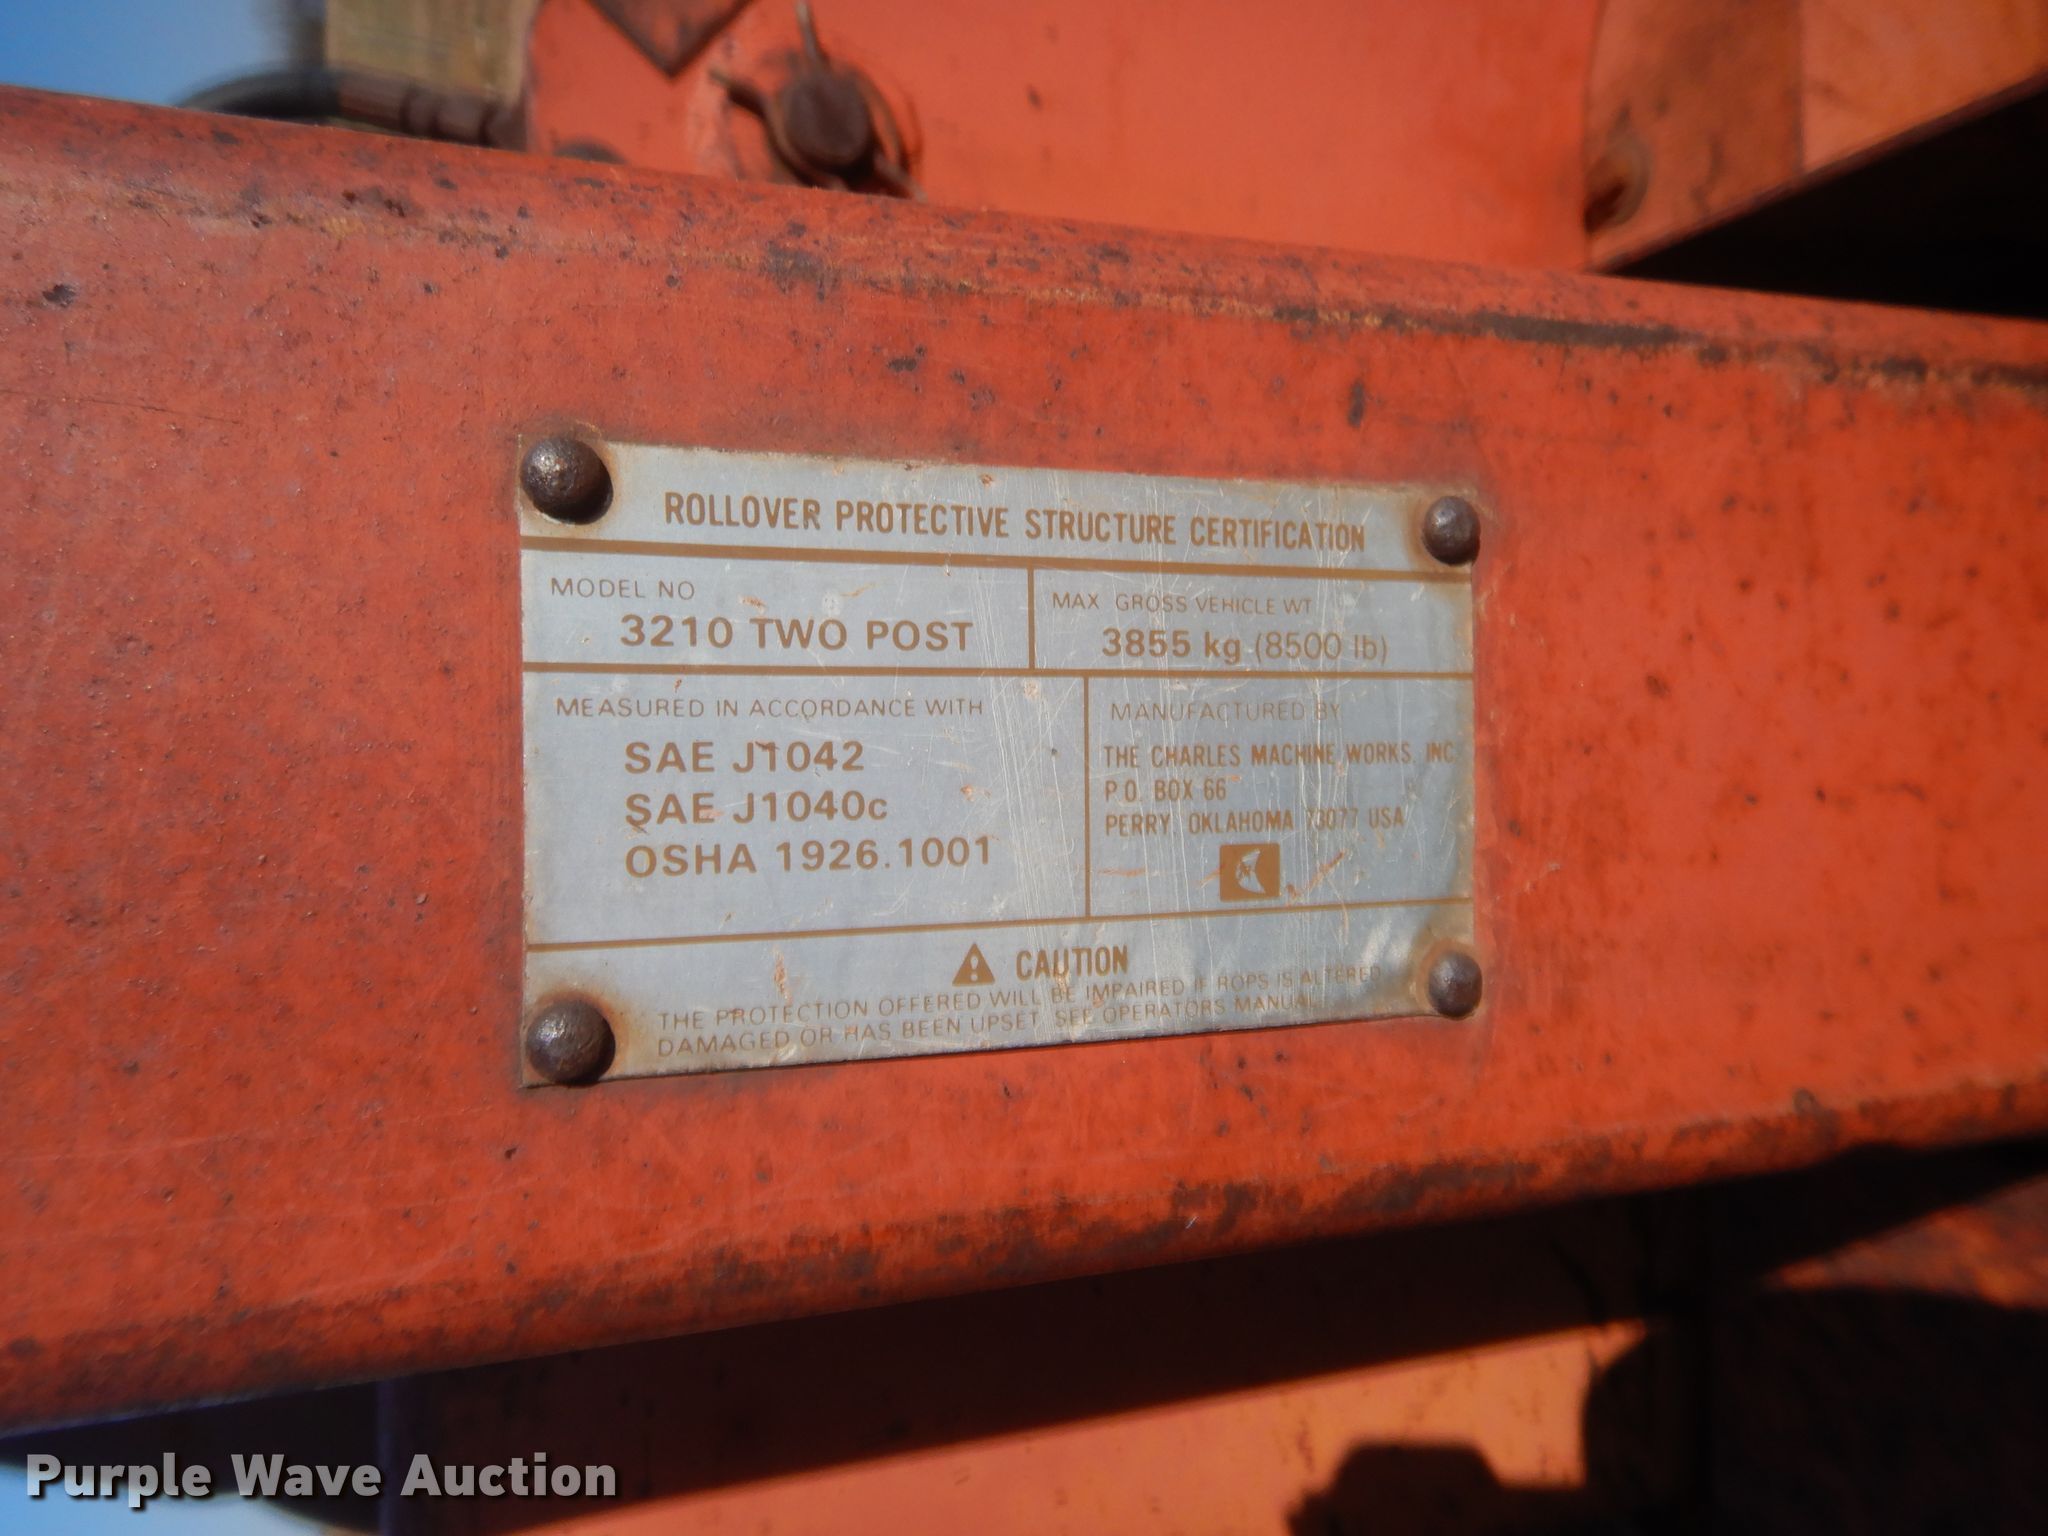 ROLLOVER PROTECTIVE STRUCTURE CERTIFICATION
MODEL NO
3210 TWO POST
MAX GROSS VEHICLE WT
3855 kg (8500 lb)
MEASURED IN ACCORDANCE WITH
SAE J1042
SAE J1040c
OSHA 1926.1001
MANUFACTURED BY
THE CHARLES MACHINE WORKS, INC.
P.O. BOX 66
PERRY, OKLAHOMA 73077 USA
CAUTION
THE PROTECTION OFFERED WILL BE IMPAIRED IF ROPS IS ALTERED
DAMAGED OR HAS BEEN UPSET. SEE OPERATORS MANUAL.
Purple Wave Auction